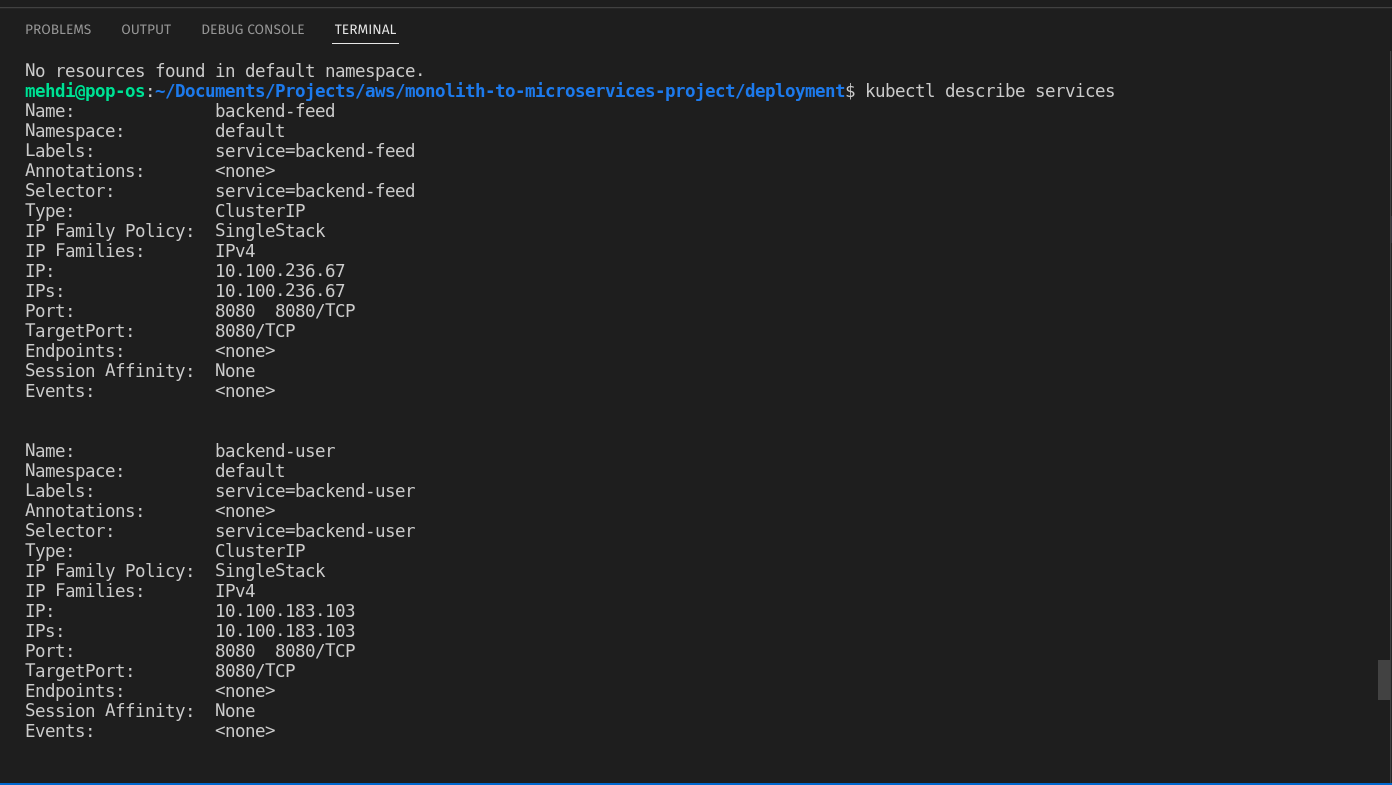 PROBLEMS OUTPUT DEBUG CONSOLE TERMINAL
No resources found in default namespace.
mehdi@pop-os:~/Documents/Projects/aws/monolith-to-microservices-project/deployment$ kubectl describe services
Name:              backend-feed
Namespace:         default
Labels:            service=backend-feed
Annotations:       <none>
Selector:          service=backend-feed
Type:              ClusterIP
IP Family Policy:  SingleStack
IP Families:       IPv4
IP:                10.100.236.67
IPs:               10.100.236.67
Port:              8080  8080/TCP
TargetPort:        8080/TCP
Endpoints:         <none>
Session Affinity:  None
Events:            <none>
Name:              backend-user
Namespace:         default
Labels:            service=backend-user
Annotations:       <none>
Selector:          service=backend-user
Type:              ClusterIP
IP Family Policy:  SingleStack
IP Families:       IPv4
IP:                10.100.183.103
IPs:               10.100.183.103
Port:              8080  8080/TCP
TargetPort:        8080/TCP
Endpoints:         <none>
Session Affinity:  None
Events:            <none>